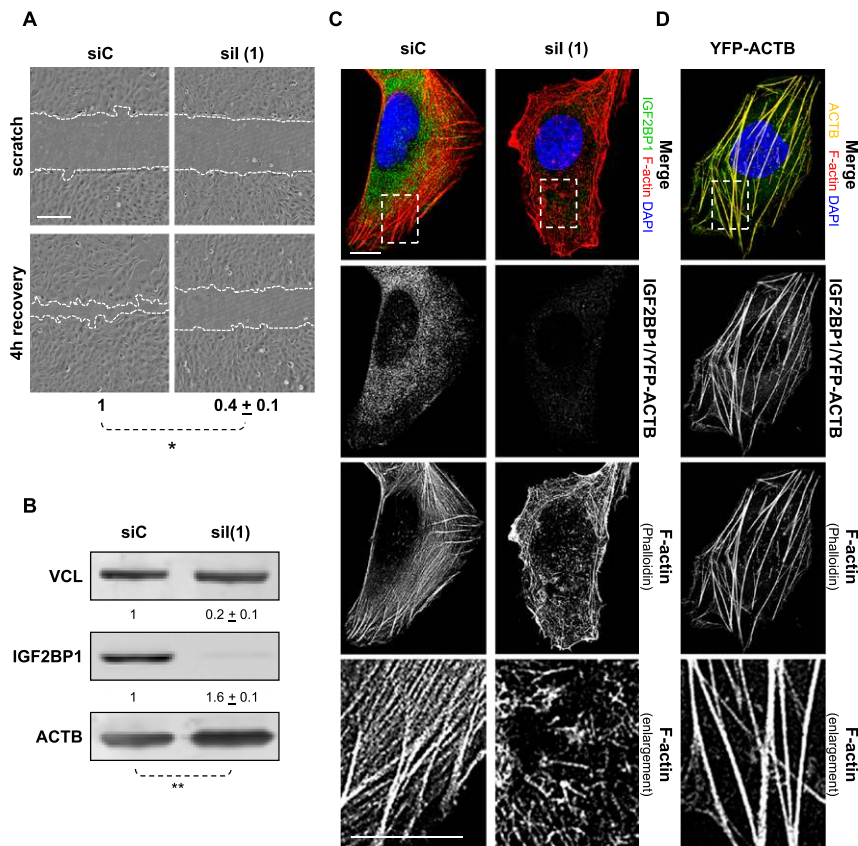 A
siC
siI (1)
scratch
4h recovery
1
0.4 ± 0.1
*
B
siC
siI(1)
VCL
1
0.2 ± 0.1
IGF2BP1
1
1.6 ± 0.1
ACTB
**
C
siC
siI (1)
Merge
IGF2BP1 F-actin DAPI
IGF2BP1/YFP-ACTB
F-actin
(Phalloidin)
F-actin
(enlargement)
D
YFP-ACTB
Merge
ACTB F-actin DAPI
IGF2BP1/YFP-ACTB
F-actin
(Phalloidin)
F-actin
(enlargement)